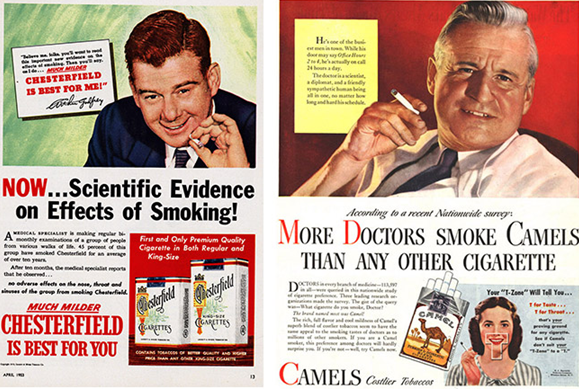 "Believe me, folks, you'll want to read
this important new evidence on the
effects of smoking. Then you'll say,
as I do... MUCH MILDER
CHESTERFIELD
IS BEST FOR ME!"
Arthur Godfrey
NOW...Scientific Evidence
on Effects of Smoking!
A MEDICAL SPECIALIST is making regular bi-
monthly examinations of a group of people
from various walks of life. 45 percent of this
group have smoked Chesterfield for an average
of over ten years.
After ten months, the medical specialist reports
that he observed...
no adverse effects on the nose, throat and
sinuses of the group from smoking Chesterfield.
MUCH MILDER
CHESTERFIELD
IS BEST FOR YOU
First and Only Premium Quality
Cigarette in Both Regular and
King-Size
Chesterfield
CIGARETTES
Chesterfield
KING-SIZE
CIGARETTES
CONTAINS TOBACCOS OF BETTER QUALITY AND HIGHER
PRICE THAN ANY OTHER KING-SIZE CIGARETTE
APRIL, 1953
13
He's one of the busi-
est men in town. While his
door may say Office Hours
2 to 4, he's actually on call
24 hours a day.
The doctor is a scientist,
a diplomat, and a friendly
sympathetic human being
all in one, no matter how
long and hard his schedule.
According to a recent Nationwide survey:
MORE DOCTORS SMOKE CAMELS
THAN ANY OTHER CIGARETTE
DOCTORS in every branch of medicine—113,597
in all—were queried in this nationwide study
of cigarette preference. Three leading research or-
ganizations made the survey. The gist of the query
was—What cigarette do you smoke, Doctor?
The brand named most was Camel!
The rich, full flavor and cool mildness of Camel's
superb blend of costlier tobaccos seem to have the
same appeal to the smoking tastes of doctors as to
millions of other smokers. If you are a Camel
smoker, this preference among doctors will hardly
surprise you. If you're not—well, try Camels now.
CAMEL
Your "T-Zone" Will Tell You...
T for Taste...
T for Throat...
that's your
proving ground
for any cigarette.
See if Camels
don't suit your
"T-Zone" to a "T."
CAMELS Costlier Tobaccos